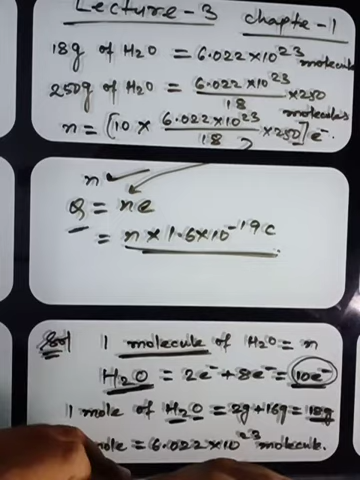 Lecture - 3 chapter - 1
18g of H2O = 6.022×10^23 molecule
250g of H2O = 6.022×10^23/18 ×250 molecules
n = [10 × 6.022×10^23/18 ×250] e-.
n
Q = ne
= n×1.6×10^-19 c
Sol 1 molecule of H2O = n
H2O = 2e- + 8e- = 10e-
1 mole of H2O = 2g+16g = 18g
mole = 6.022×10^23 molecule.